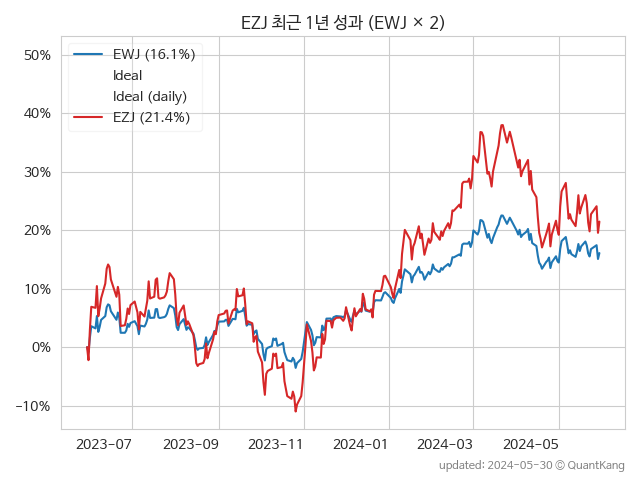 EZJ 최근 1년 성과 (EWJ × 2)
EWJ (16.1%)
Ideal
Ideal (daily)
EZJ (21.4%)
50%
40%
30%
20%
10%
0%
−10%
2023-07 2023-09 2023-11 2024-01 2024-03 2024-05
updated: 2024-05-30 © QuantKang